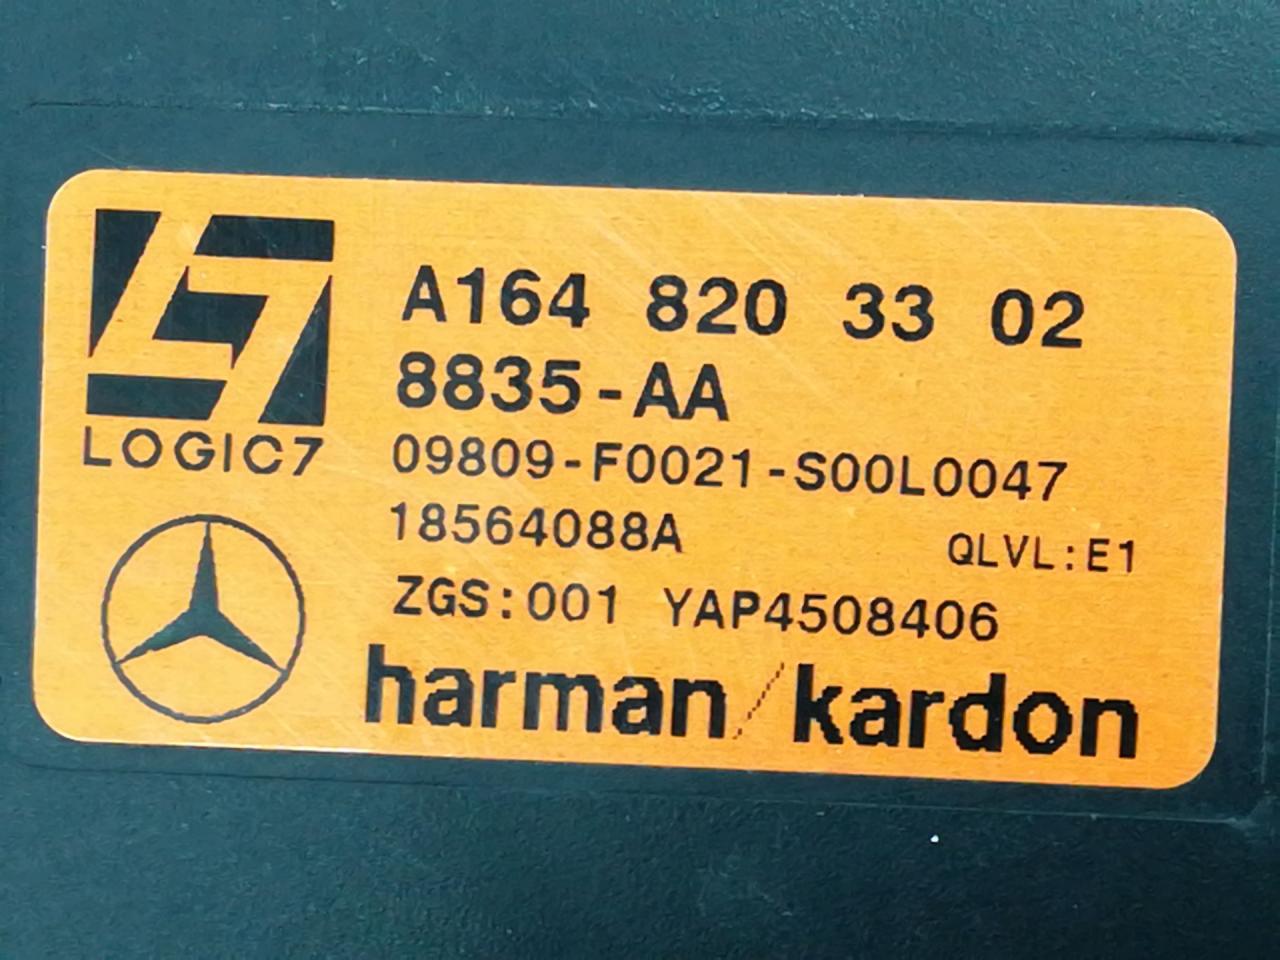 LOGIC7
A164 820 33 02
8835-AA
09809-F0021-S00L0047
18564088A QLVL:E1
ZGS:001 YAP4508406
harman/kardon